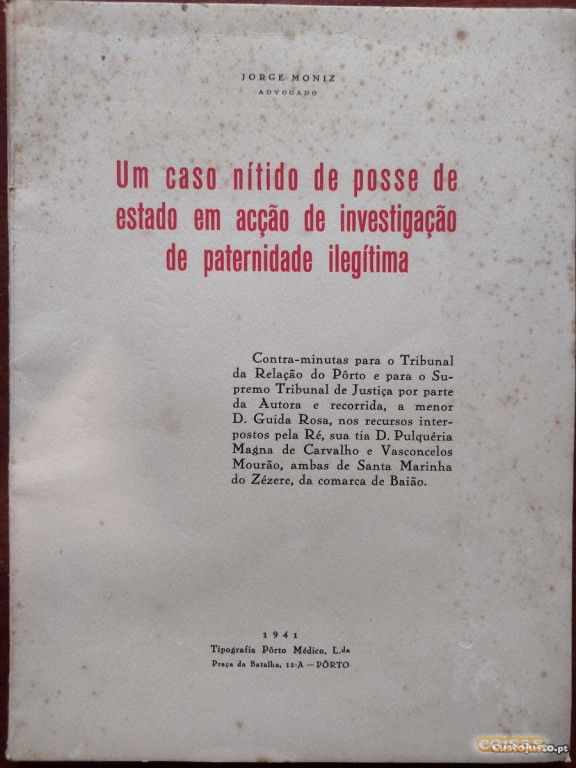 JORGE MONIZ
ADVOGADO
Um caso nítido de posse de
estado em acção de investigação
de paternidade ilegítima
Contra-minutas para o Tribunal
da Relação do Pôrto e para o Su-
premo Tribunal de Justiça por parte
da Autora e recorrida, a menor
D. Guida Rosa, nos recursos inter-
postos pela Ré, sua tia D. Pulquéria
Magna de Carvalho e Vasconcelos
Mourão, ambas de Santa Marinha
do Zézere, da comarca de Baião.
1941
Tipografia Pôrto Médico, L.da
Praça da Batalha, 12-A — PÔRTO
coisas
CustoJusto.pt